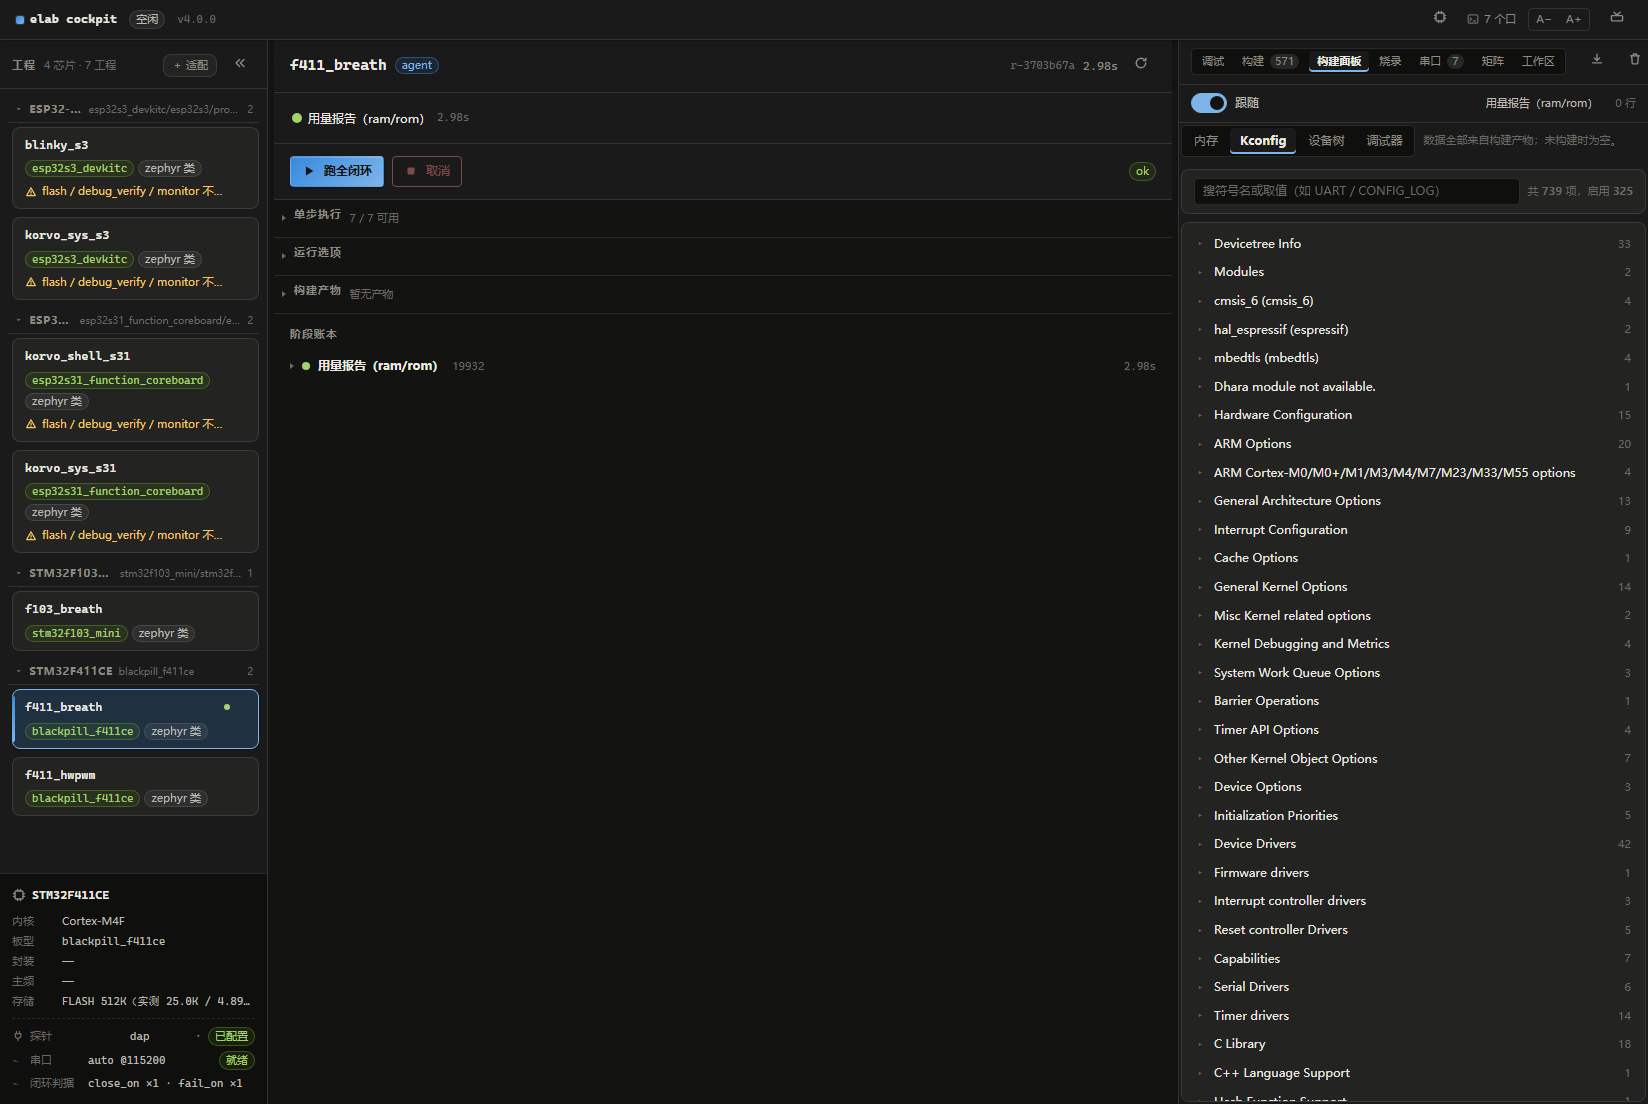 elab cockpit 空闲 v4.0.0
7 个口 A− A+
工程 4 芯片 · 7 工程 + 适配
ESP32-... esp32s3_devkitc/esp32s3/pro... 2
blinky_s3
esp32s3_devkitc zephyr 类
flash / debug_verify / monitor 不...
korvo_sys_s3
esp32s3_devkitc zephyr 类
flash / debug_verify / monitor 不...
ESP3... esp32s31_function_coreboard/e... 2
korvo_shell_s31
esp32s31_function_coreboard
zephyr 类
flash / debug_verify / monitor 不...
korvo_sys_s31
esp32s31_function_coreboard
zephyr 类
flash / debug_verify / monitor 不...
STM32F103... stm32f103_mini/stm32f... 1
f103_breath
stm32f103_mini zephyr 类
STM32F411CE blackpill_f411ce 2
f411_breath
blackpill_f411ce zephyr 类
f411_hwpwm
blackpill_f411ce zephyr 类
STM32F411CE
内核 Cortex-M4F
板型 blackpill_f411ce
封装 —
主频 —
存储 FLASH 512K (实测 25.0K / 4.89...
探针 dap 已配置
串口 auto @115200 就绪
闭环判据 close_on ×1 · fail_on ×1
f411_breath agent r-3703b67a 2.98s
用量报告 (ram/rom) 2.98s
跑全闭环 取消 ok
单步执行 7 / 7 可用
运行选项
构建产物 暂无产物
阶段账本
用量报告 (ram/rom) 19932 2.98s
调试 构建 571 构建面板 烧录 串口 7 矩阵 工作区
跟随 用量报告 (ram/rom) 0 行
内存 Kconfig 设备树 调试器 数据全部来自构建产物；未构建时为空。
搜符号名或取值（如 UART / CONFIG_LOG） 共 739 项，启用 325
Devicetree Info 33
Modules 2
cmsis_6 (cmsis_6) 4
hal_espressif (espressif) 2
mbedtls (mbedtls) 4
Dhara module not available. 1
Hardware Configuration 15
ARM Options 20
ARM Cortex-M0/M0+/M1/M3/M4/M7/M23/M33/M55 options 4
General Architecture Options 13
Interrupt Configuration 9
Cache Options 1
General Kernel Options 14
Misc Kernel related options 2
Kernel Debugging and Metrics 4
System Work Queue Options 3
Barrier Operations 1
Timer API Options 4
Other Kernel Object Options 7
Device Options 3
Initialization Priorities 5
Device Drivers 42
Firmware drivers 1
Interrupt controller drivers 3
Reset controller Drivers 5
Capabilities 7
Serial Drivers 6
Timer drivers 14
C Library 18
C++ Language Support 1
Hash Function Support 1